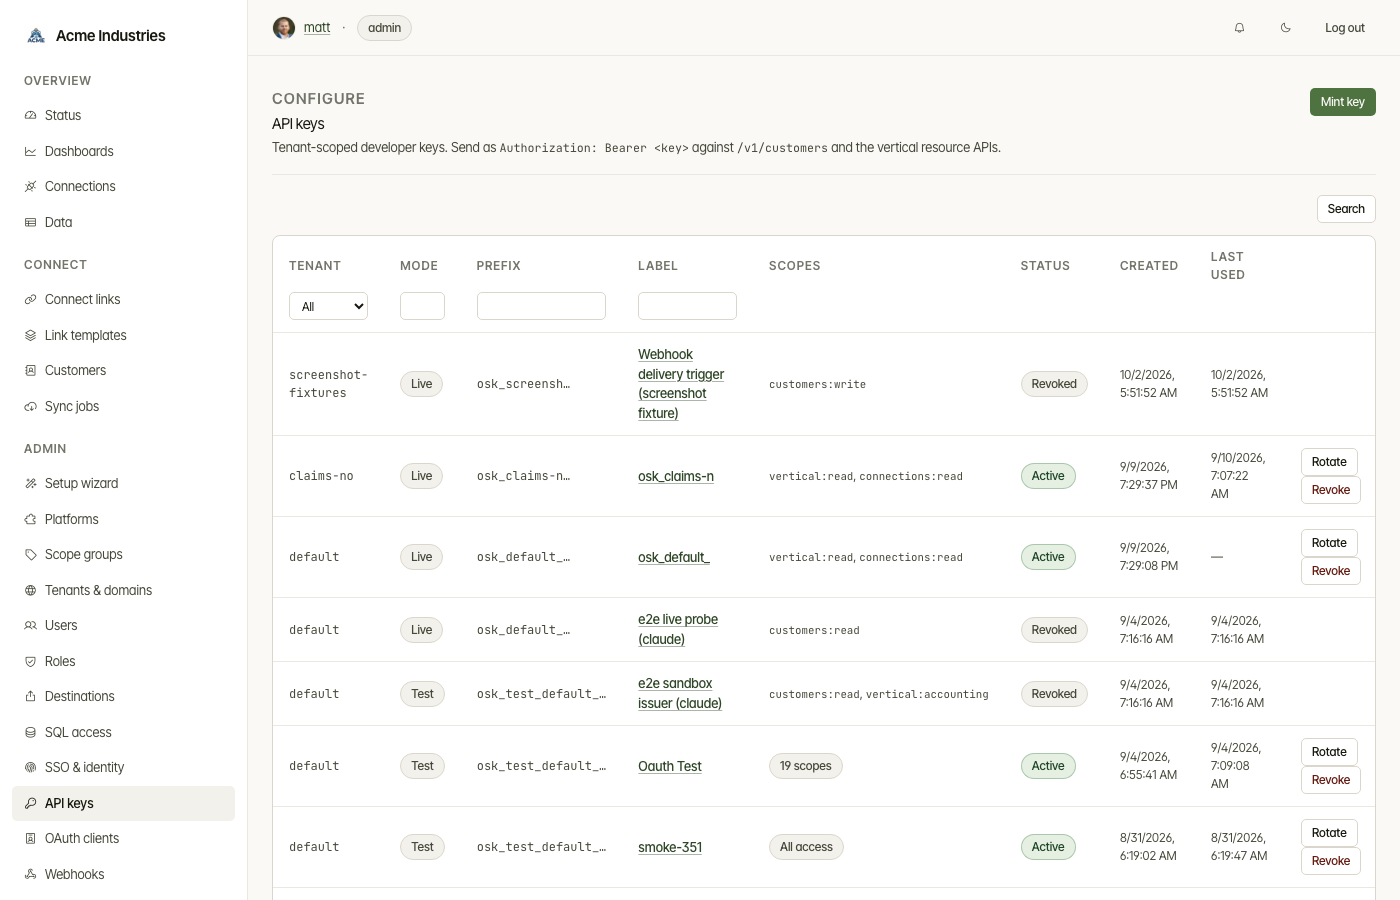 ACME
Acme Industries
matt · admin
Log out
OVERVIEW
Status
Dashboards
Connections
Data
CONNECT
Connect links
Link templates
Customers
Sync jobs
ADMIN
Setup wizard
Platforms
Scope groups
Tenants & domains
Users
Roles
Destinations
SQL access
SSO & identity
API keys
OAuth clients
Webhooks
CONFIGURE
API keys
Tenant-scoped developer keys. Send as Authorization: Bearer <key> against /v1/customers and the vertical resource APIs.
Mint key
Search
TENANT MODE PREFIX LABEL SCOPES STATUS CREATED LAST USED
All
screenshot-fixtures Live osk_screensh… Webhook delivery trigger (screenshot fixture) customers:write Revoked 10/2/2026, 5:51:52 AM 10/2/2026, 5:51:52 AM
claims-no Live osk_claims-n… osk_claims-n vertical:read, connections:read Active 9/9/2026, 7:29:37 PM 9/10/2026, 7:07:22 AM Rotate Revoke
default Live osk_default_… osk_default_ vertical:read, connections:read Active 9/9/2026, 7:29:08 PM — Rotate Revoke
default Live osk_default_… e2e live probe (claude) customers:read Revoked 9/4/2026, 7:16:16 AM 9/4/2026, 7:16:16 AM
default Test osk_test_default_… e2e sandbox issuer (claude) customers:read, vertical:accounting Revoked 9/4/2026, 7:16:16 AM 9/4/2026, 7:16:16 AM
default Test osk_test_default_… Oauth Test 19 scopes Active 9/4/2026, 6:55:41 AM 9/4/2026, 7:09:08 AM Rotate Revoke
default Test osk_test_default_… smoke-351 All access Active 8/31/2026, 6:19:02 AM 8/31/2026, 6:19:47 AM Rotate Revoke